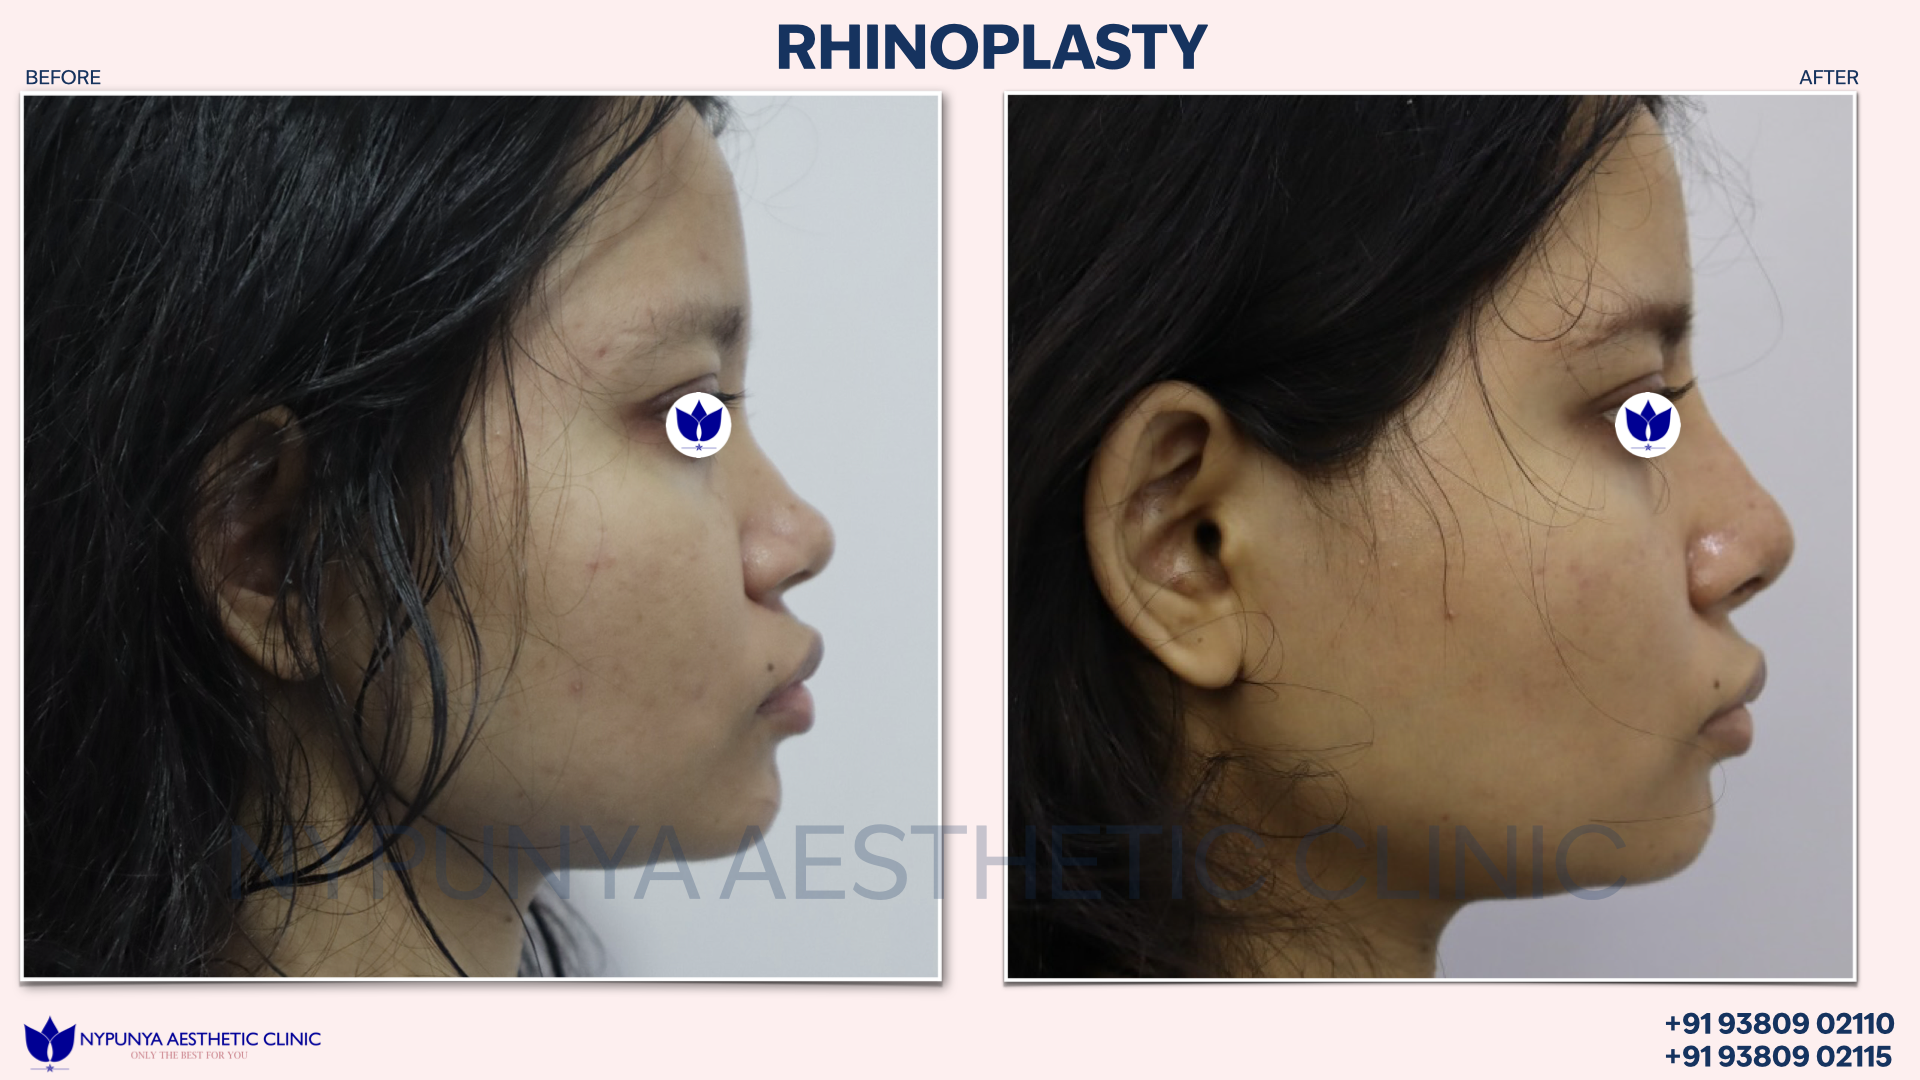 RHINOPLASTY
BEFORE
AFTER
NYPUNYA AESTHETIC CLINIC
NYPUNYA AESTHETIC CLINIC
ONLY THE BEST FOR YOU
+91 93809 02110
+91 93809 02115